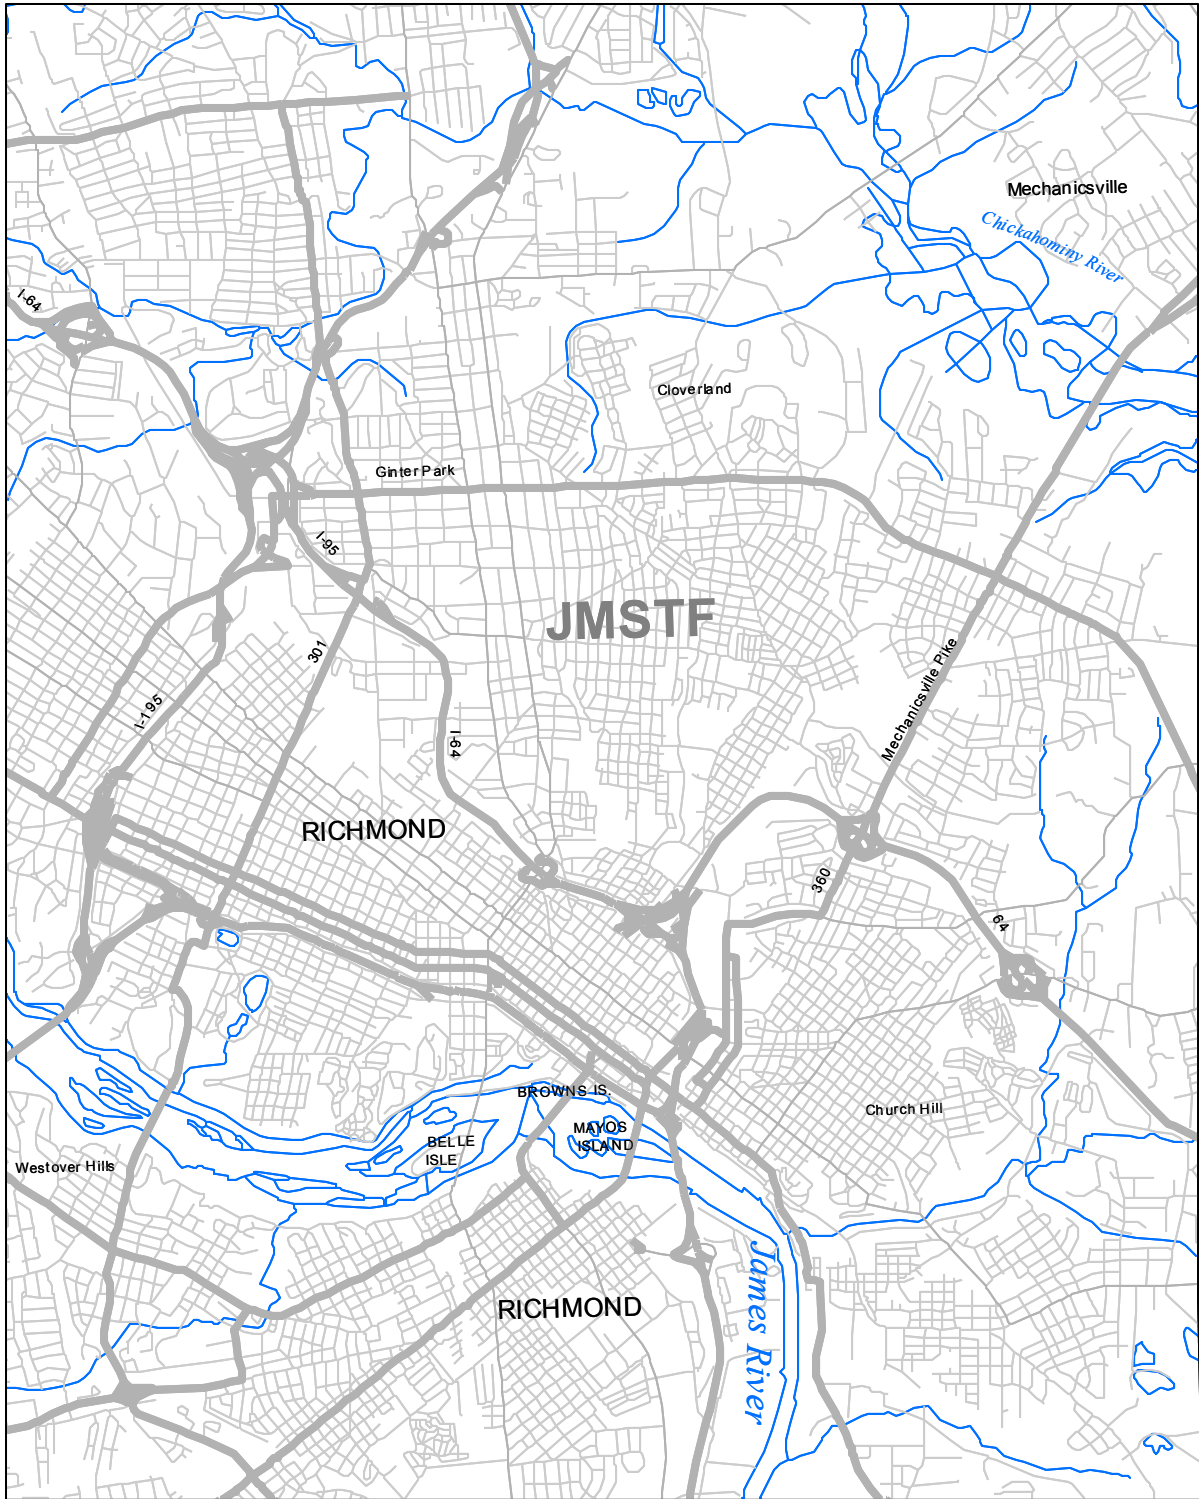 Mechanicsville
Chickahominy River
I-64
Cloverland
Ginter Park
I-95
JMSTF
301
Mechanicsville Pike
I-195
I-64
RICHMOND
360
64
BROWNS IS.
Church Hill
MAYOS
ISLAND
BELLE
ISLE
Westover Hills
James River
RICHMOND